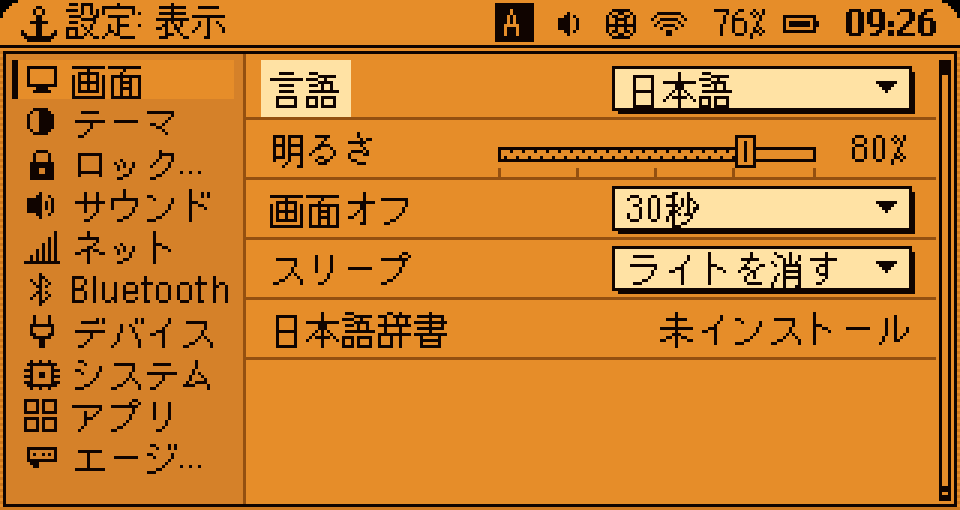 設定: 表示 A 76% 09:26
画面
テーマ
ロック...
サウンド
ネット
Bluetooth
デバイス
システム
アプリ
エージ...
言語 日本語
明るさ 80%
画面オフ 30秒
スリープ ライトを消す
日本語辞書 未インストール